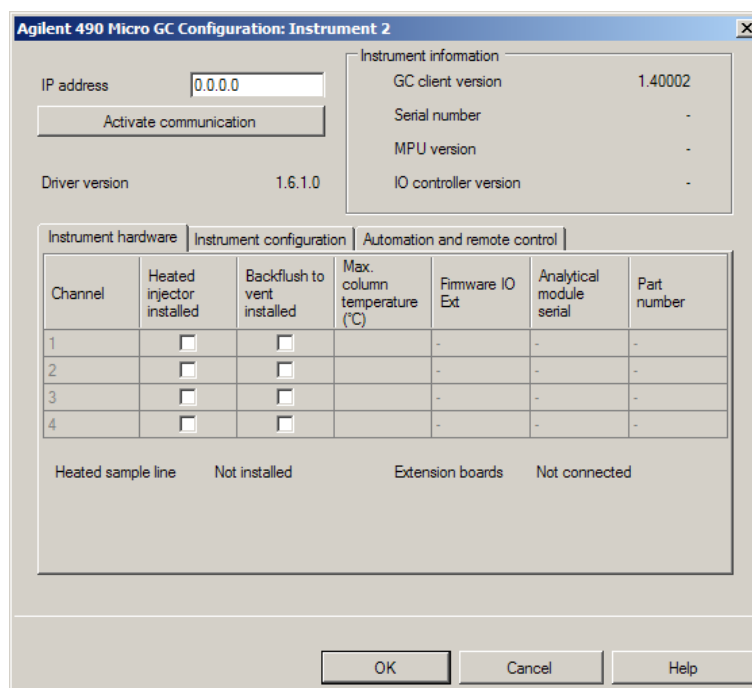 Agilent 490 Micro GC Configuration: Instrument 2
IP address 0.0.0.0
Activate communication
Driver version 1.6.1.0
Instrument information
GC client version 1.40002
Serial number -
MPU version -
IO controller version -
Instrument hardware Instrument configuration Automation and remote control
Channel
Heated
injector
installed
Backflush to
vent
installed
Max.
column
temperature
(°C)
Firmware IO
Ext
Analytical
module
serial
Part
number
1 - - -
2 - - -
3 - - -
4 - - -
Heated sample line Not installed Extension boards Not connected
OK Cancel Help